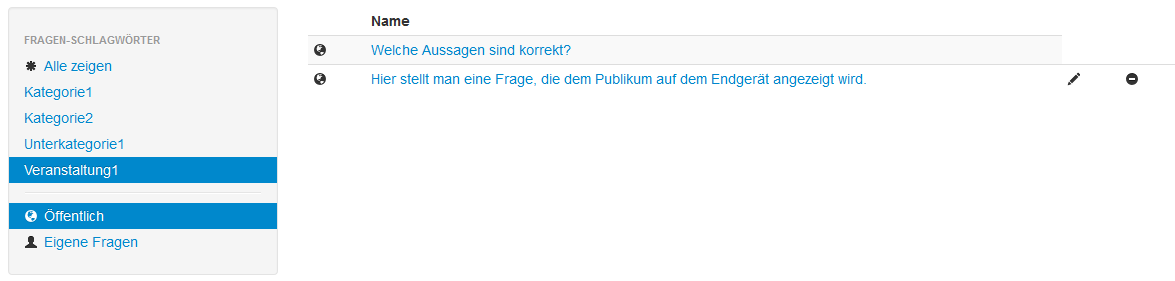 FRAGEN-SCHLAGWÖRTER
Alle zeigen
Kategorie1
Kategorie2
Unterkategorie1
Veranstaltung1
Öffentlich
Eigene Fragen
Name
Welche Aussagen sind korrekt?
Hier stellt man eine Frage, die dem Publikum auf dem Endgerät angezeigt wird.